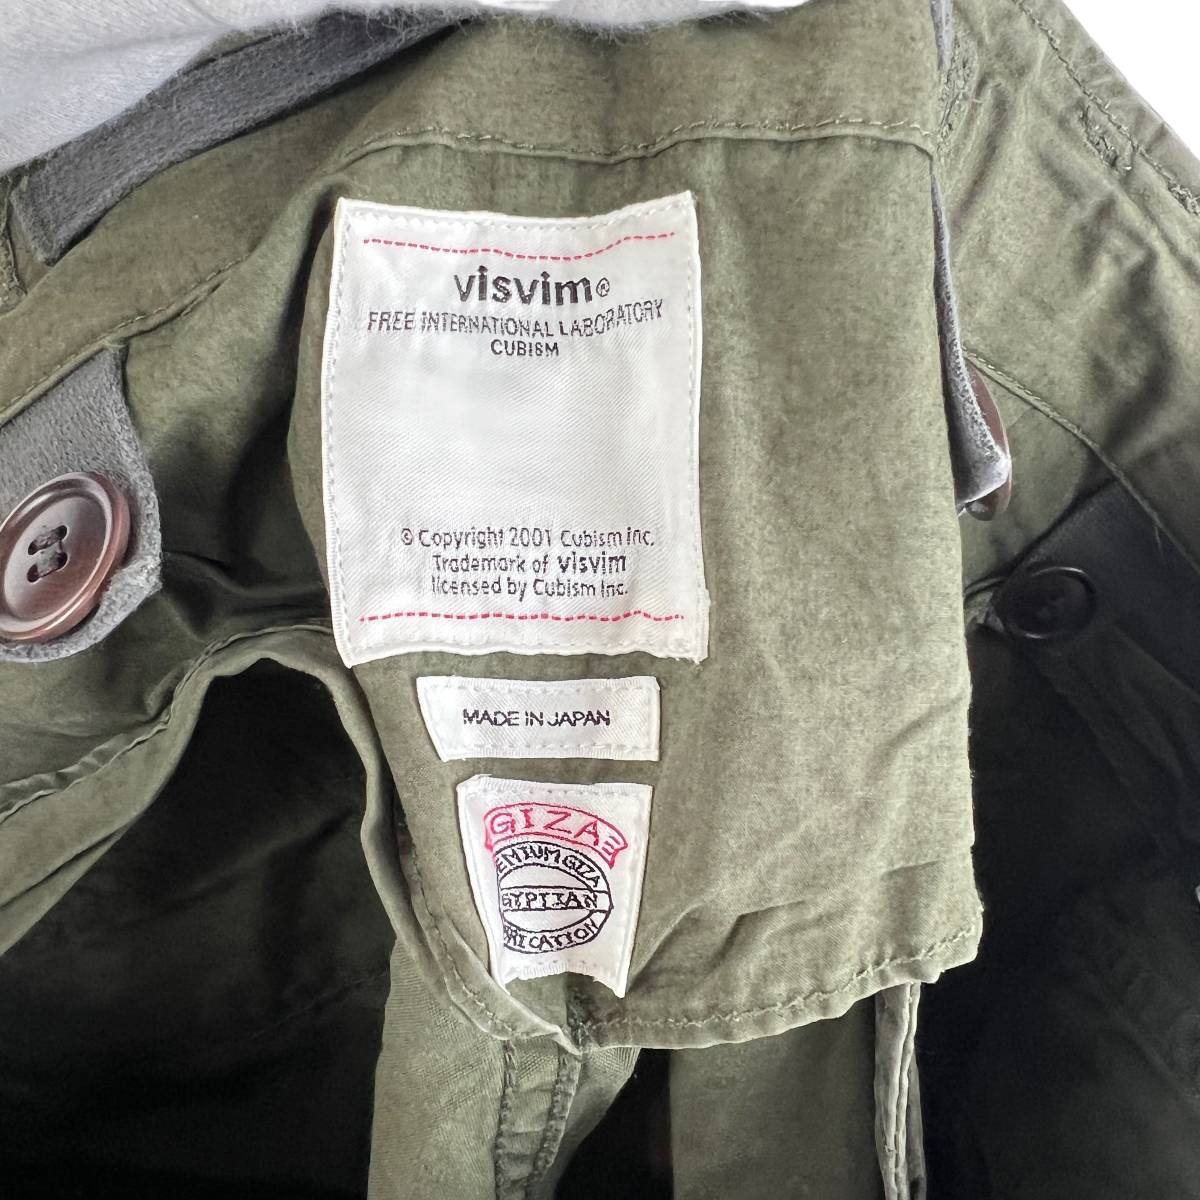 visvim®
FREE INTERNATIONAL LABORATORY
CUBISM
© Copyright 2001 Cubism Inc.
Trademark of visvim
licensed by Cubism Inc.
MADE IN JAPAN
GIZA
GIZA